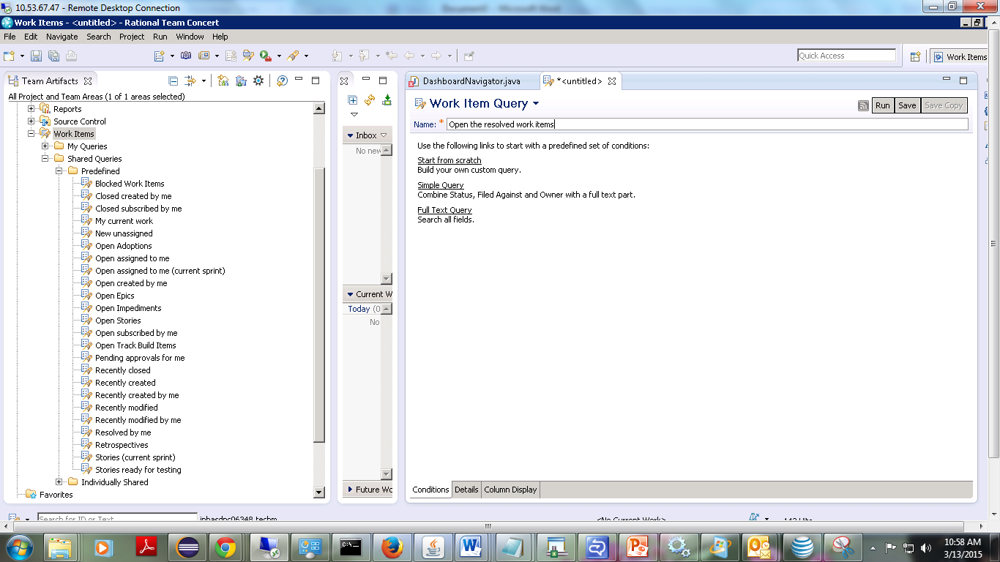 10.53.67.47 - Remote Desktop Connection
Work Items - <untitled> - Rational Team Concert
File Edit Navigate Search Project Run Window Help
Quick Access
Work Items
Team Artifacts
All Project and Team Areas (1 of 1 areas selected)
Reports
Source Control
Work Items
My Queries
Shared Queries
Predefined
Blocked Work Items
Closed created by me
Closed subscribed by me
My current work
New unassigned
Open Adoptions
Open assigned to me
Open assigned to me (current sprint)
Open created by me
Open Epics
Open Impediments
Open Stories
Open subscribed by me
Open Track Build Items
Pending approvals for me
Recently closed
Recently created
Recently created by me
Recently modified
Recently modified by me
Resolved by me
Retrospectives
Stories (current sprint)
Stories ready for testing
Individually Shared
Favorites
Inbox
No new
Current W
Today (0
No
Future Wo
DashboardNavigator.java
*<untitled>
Work Item Query
Run Save Save Copy
Name: * Open the resolved work items
Use the following links to start with a predefined set of conditions:
Start from scratch
Build your own custom query.
Simple Query
Combine Status, Filed Against and Owner with a full text part.
Full Text Query
Search all fields.
Conditions Details Column Display
Search for ID or Text
<No Current Work>
142 Hits
10:58 AM
3/13/2015